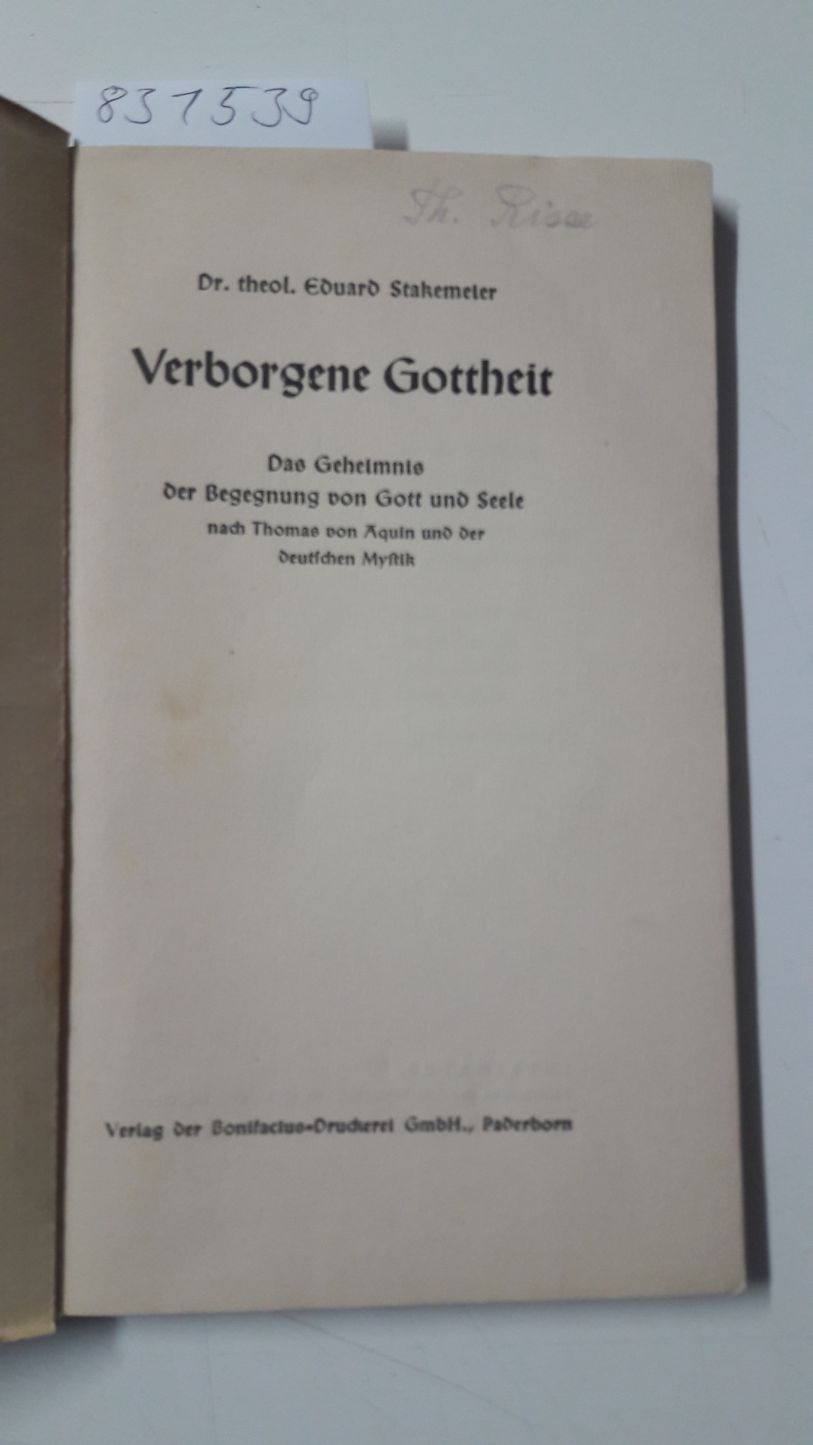 831539
Th. Risse
Dr. theol. Eduard Stakemeier
Verborgene Gottheit
Das Geheimnis
der Begegnung von Gott und Seele
nach Thomas von Aquin und der
deutschen Mystik
Verlag der Bonifacius-Druckerei GmbH., Paderborn